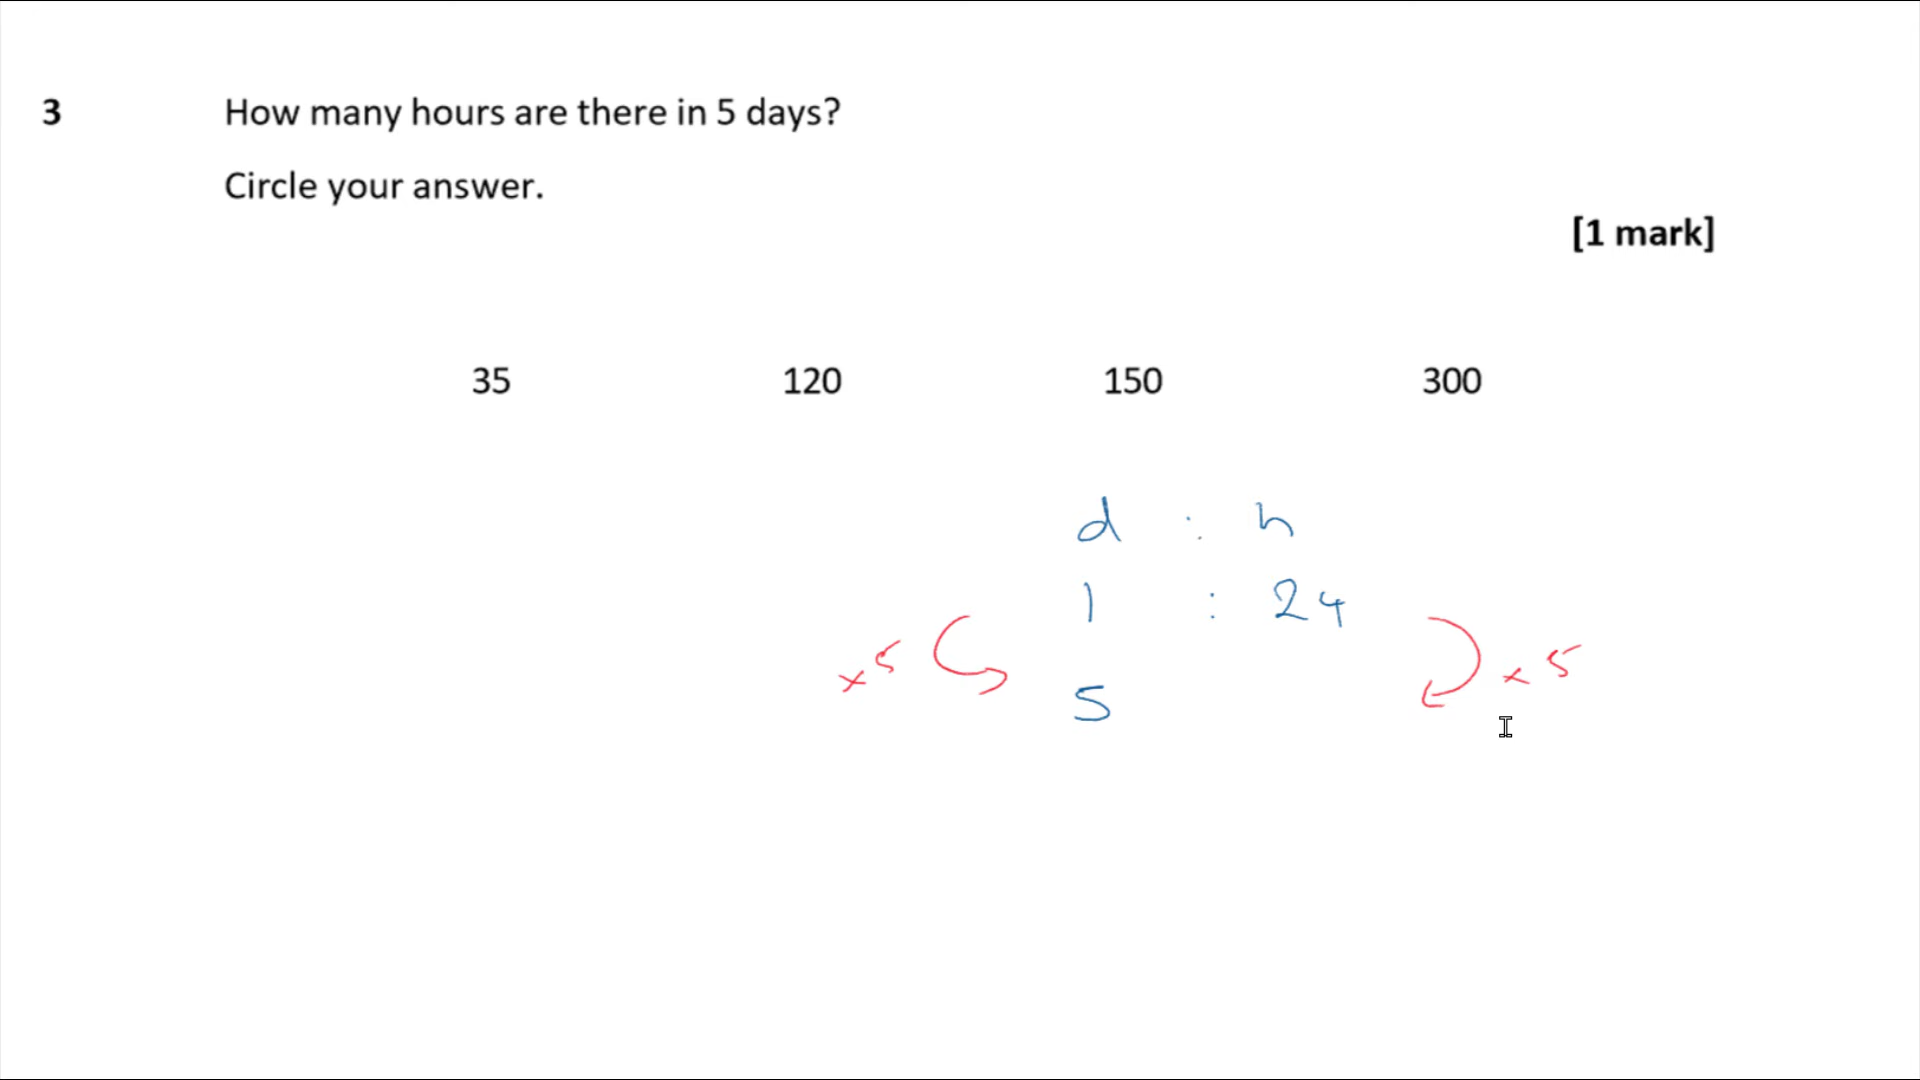 3 How many hours are there in 5 days?
Circle your answer.
[1 mark]
35 120 150 300
d : h
1 : 24
×5 ×5
5